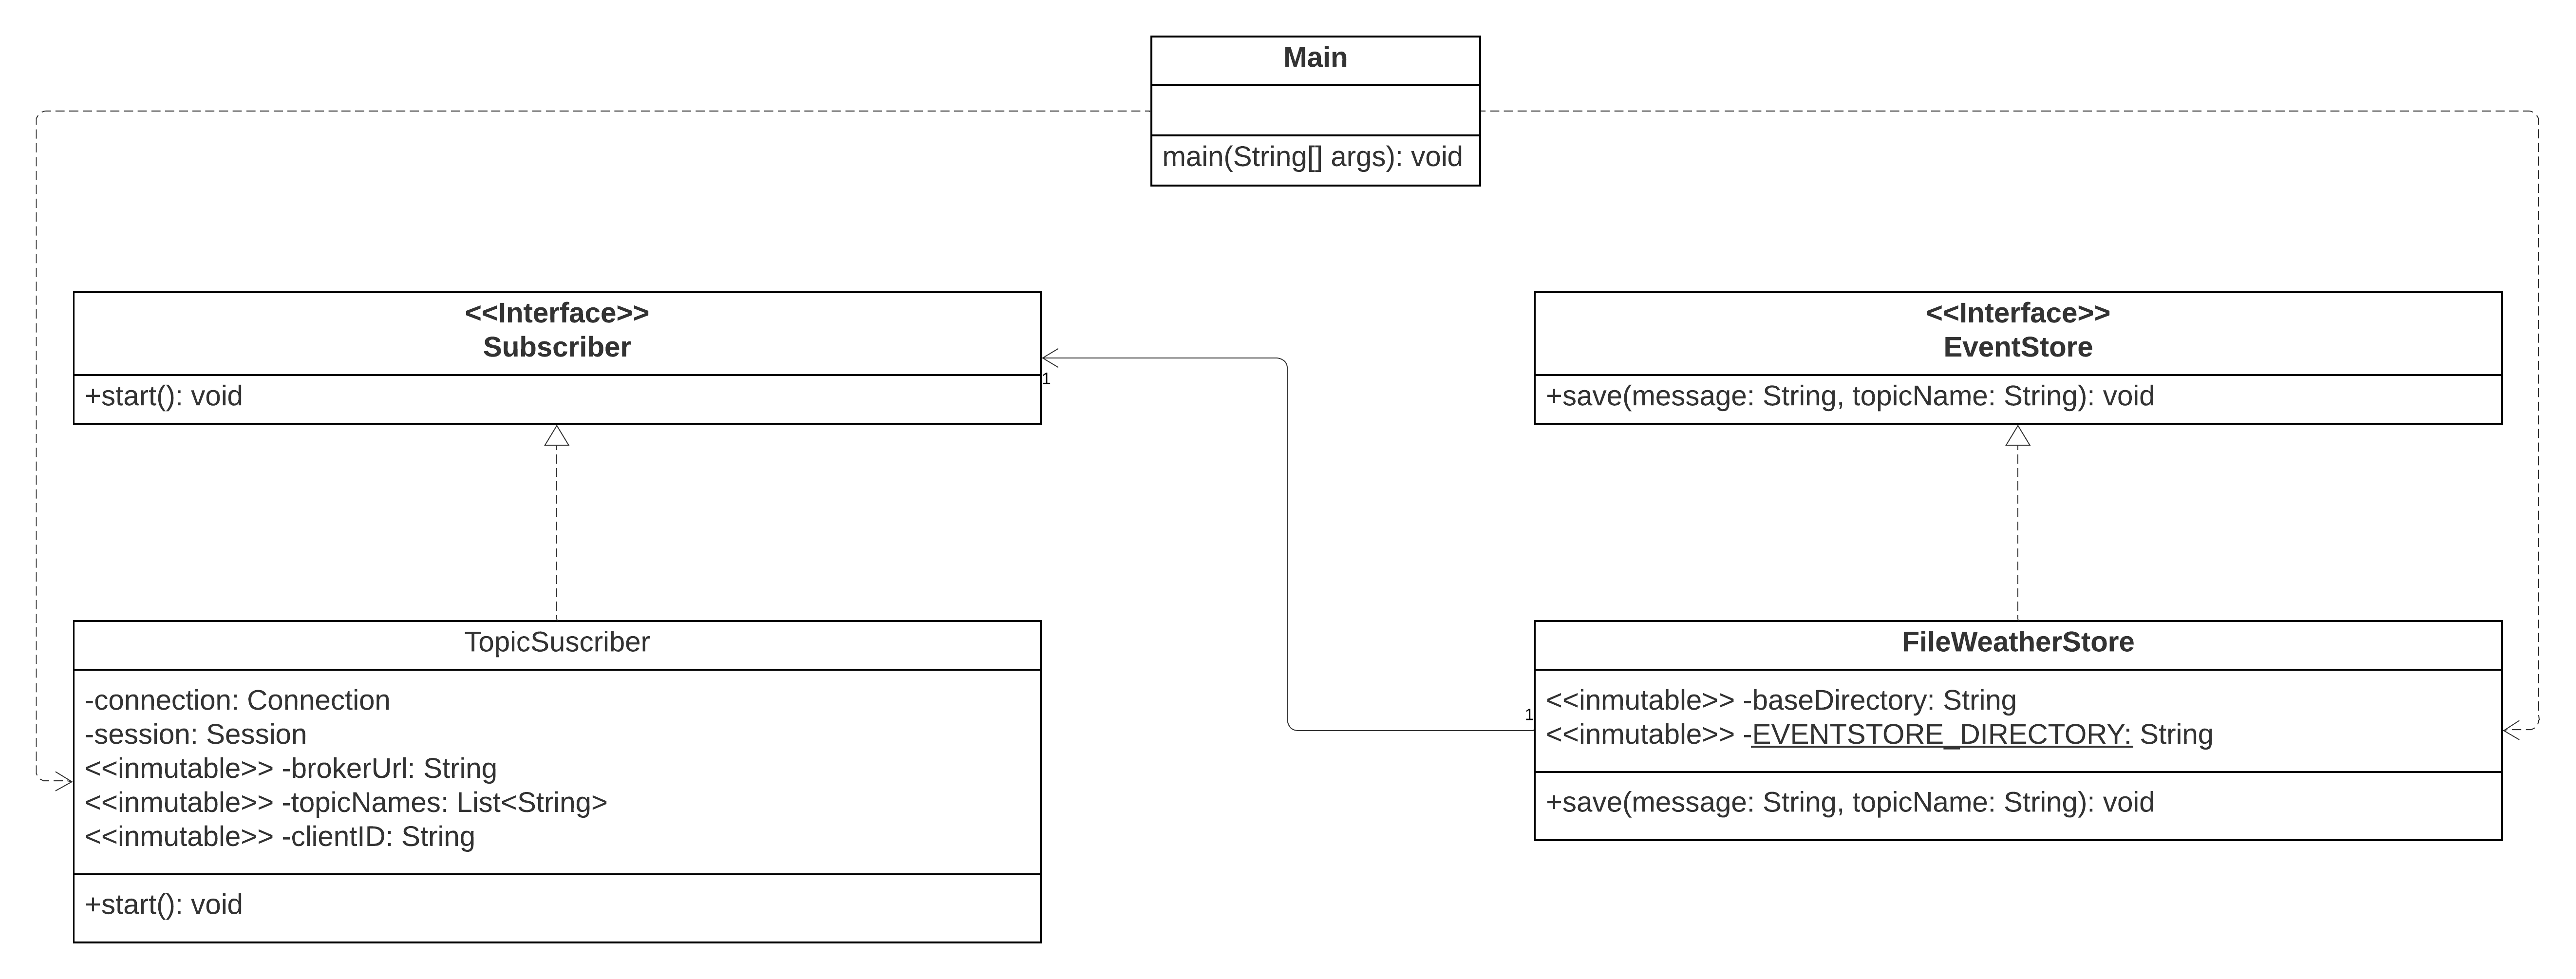 Main
main(String[] args): void
<<Interface>>
Subscriber
+start(): void
1
<<Interface>>
EventStore
+save(message: String, topicName: String): void
TopicSuscriber
-connection: Connection
-session: Session
<<inmutable>> -brokerUrl: String
<<inmutable>> -topicNames: List<String>
<<inmutable>> -clientID: String
+start(): void
1
FileWeatherStore
<<inmutable>> -baseDirectory: String
<<inmutable>> -EVENTSTORE_DIRECTORY: String
+save(message: String, topicName: String): void